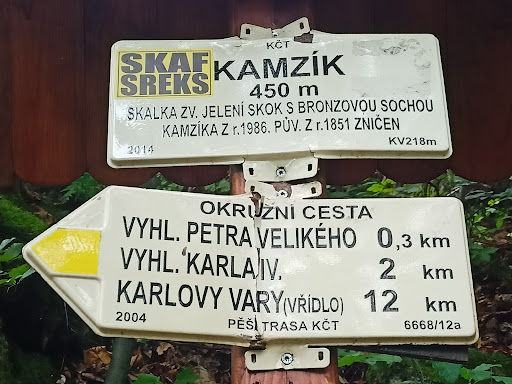 KČT
SKAF
SREKS
KAMZÍK
450 m
SKALKA ZV. JELENÍ SKOK S BRONZOVOU SOCHOU
KAMZÍKA Z r.1986. PŮV. Z r.1851 ZNIČEN
2014 KV218m
OKRUŽNÍ CESTA
VYHL. PETRA VELIKÉHO 0,3 km
VYHL. KARLA IV. 2 km
KARLOVY VARY (VŘÍDLO) 12 km
2004 PĚŠÍ TRASA KČT 6668/12a